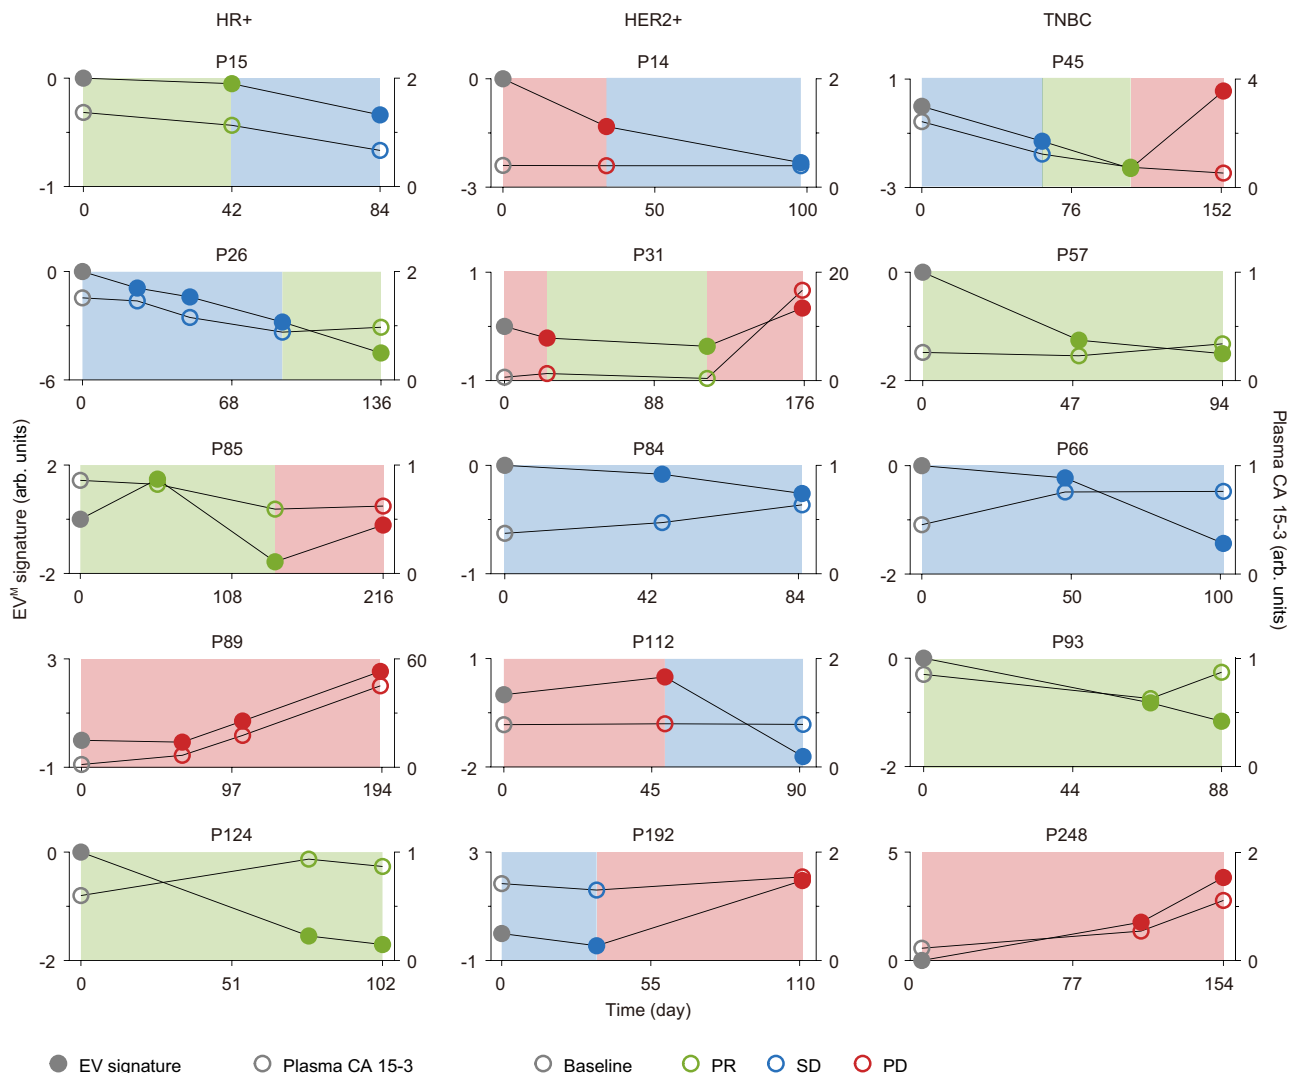 HR+ HER2+ TNBC
P15 P14 P45
0 2 0 2 1 4
-1 0 -3 0 -3 0
0 42 84 0 50 100 0 76 152
P26 P31 P57
0 2 1 20 0 1
-6 0 -1 0 -2 0
0 68 136 0 88 176 0 47 94
P85 P84 P66
2 1 0 1 0 1
-2 0 -1 0 -2 0
0 108 216 0 42 84 0 50 100
P89 P112 P93
3 60 1 2 0 1
-1 0 -2 0 -2 0
0 97 194 0 45 90 0 44 88
P124 P192 P248
0 1 3 2 5 2
-2 0 -1 0 0 0
0 51 102 0 55 110 0 77 154
EVᴹ signature (arb. units)
Plasma CA 15-3 (arb. units)
Time (day)
EV signature Plasma CA 15-3 Baseline PR SD PD